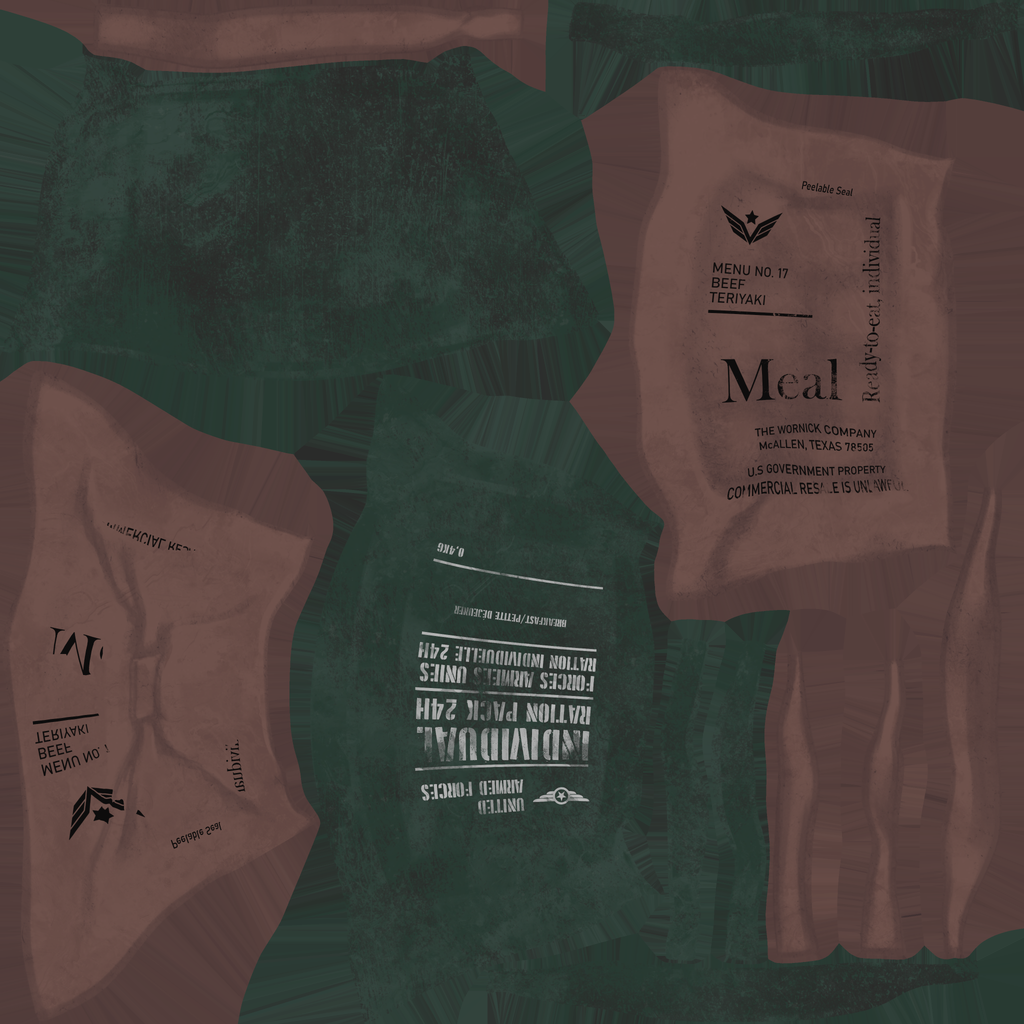 Peelable Seal
MENU NO. 17
BEEF
TERIYAKI
Ready-to-eat, individual
Meal
THE WORNICK COMPANY
McALLEN, TEXAS 78505
U.S GOVERNMENT PROPERTY
COMMERCIAL RESALE IS UNLAWFUL
UNITED
ARMED FORCES
INDIVIDUAL
RATION PACK 24H
FORCES ARMEES UNIES
RATION INDIVIDUELLE 24H
BREAKFAST/PETITE DEJEUNER
0,4KG
MENU NO.
BEEF
TERIYAKI
Peelable Seal